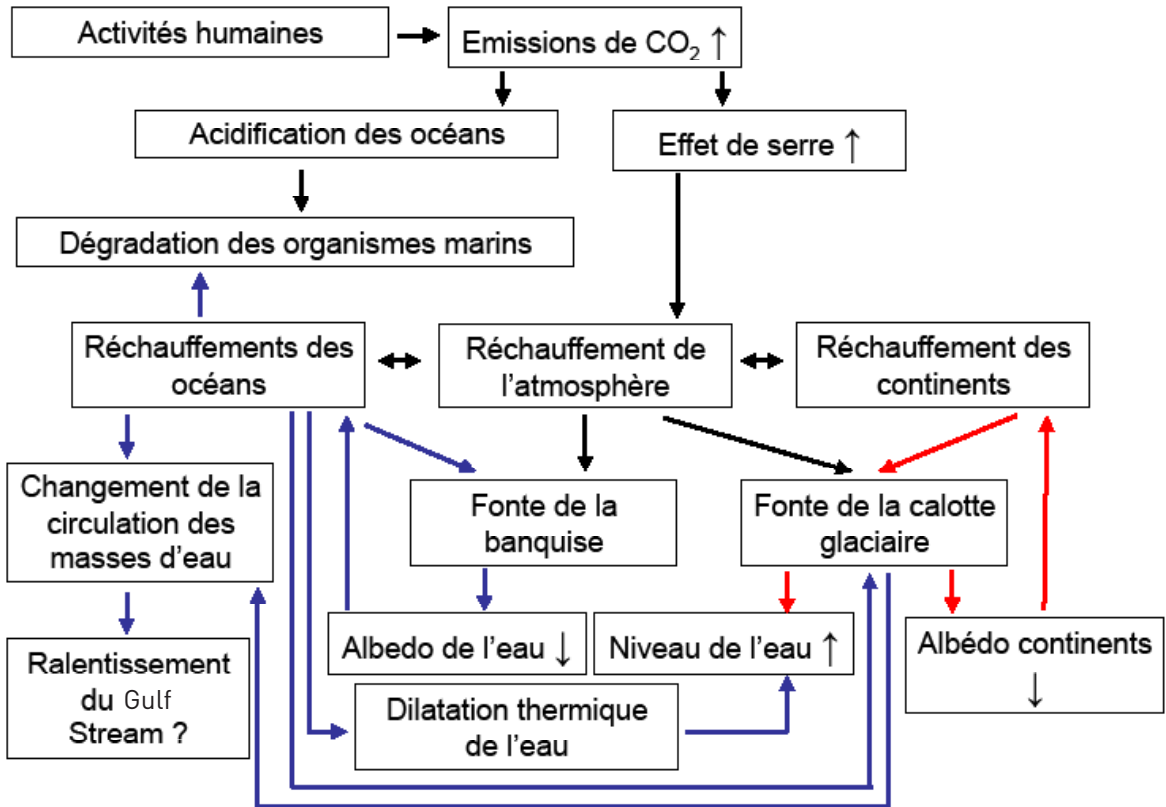 Activités humaines
Emissions de CO₂ ↑
Acidification des océans
Effet de serre ↑
Dégradation des organismes marins
Réchauffements des
océans
Réchauffement de
l'atmosphère
Réchauffement des
continents
Changement de la
circulation des
masses d'eau
Fonte de la
banquise
Fonte de la calotte
glaciaire
Ralentissement
du Gulf
Stream ?
Albedo de l'eau ↓
Niveau de l'eau ↑
Albédo continents
↓
Dilatation thermique
de l'eau